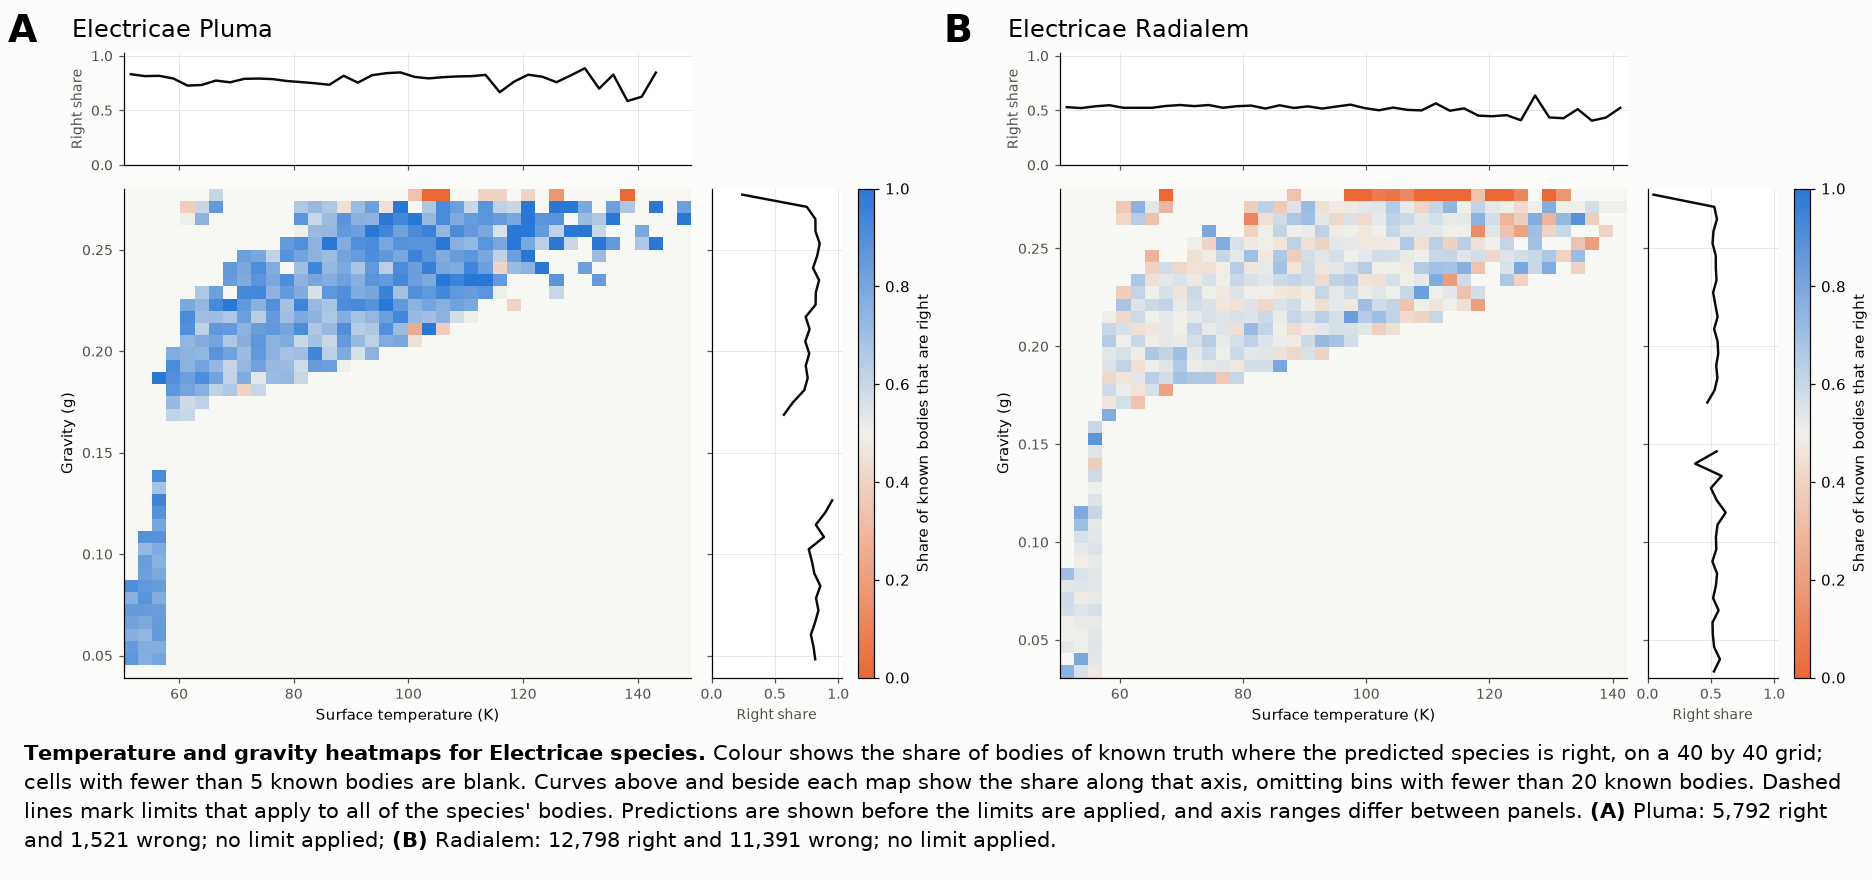 A Electricae Pluma
1.0
0.5
0.0
Right share
0.25
0.20
0.15
0.10
0.05
Gravity (g)
60 80 100 120 140
Surface temperature (K)
0.0 0.5 1.0
Right share
1.0
0.8
0.6
0.4
0.2
0.0
Share of known bodies that are right
B Electricae Radialem
1.0
0.5
0.0
Right share
0.25
0.20
0.15
0.10
0.05
Gravity (g)
60 80 100 120 140
Surface temperature (K)
0.0 0.5 1.0
Right share
1.0
0.8
0.6
0.4
0.2
0.0
Share of known bodies that are right
Temperature and gravity heatmaps for Electricae species. Colour shows the share of bodies of known truth where the predicted species is right, on a 40 by 40 grid;
cells with fewer than 5 known bodies are blank. Curves above and beside each map show the share along that axis, omitting bins with fewer than 20 known bodies. Dashed
lines mark limits that apply to all of the species' bodies. Predictions are shown before the limits are applied, and axis ranges differ between panels. (A) Pluma: 5,792 right
and 1,521 wrong; no limit applied; (B) Radialem: 12,798 right and 11,391 wrong; no limit applied.